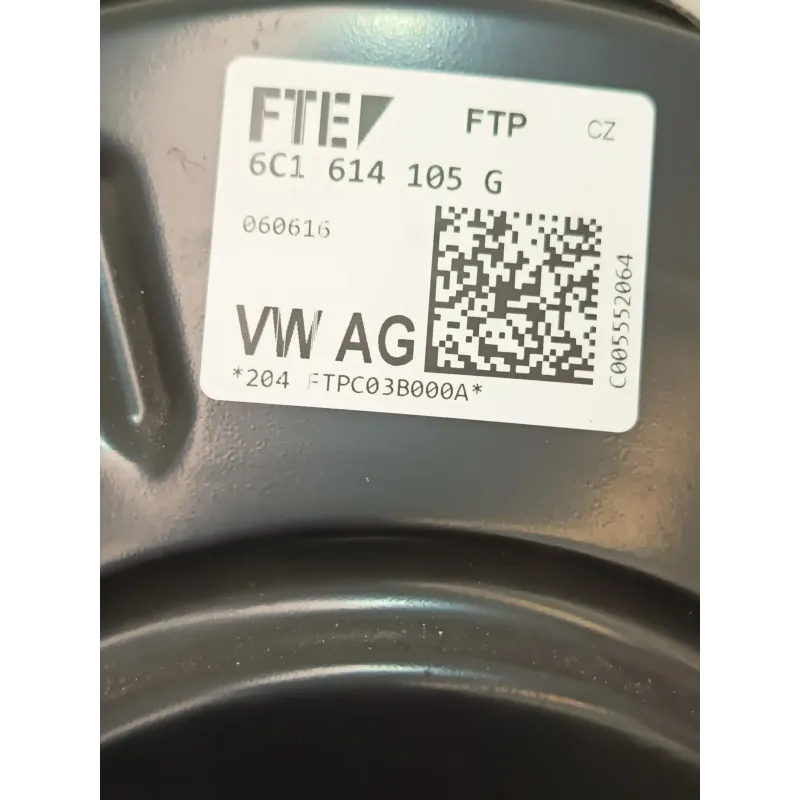 FTE FTP CZ
6C1 614 105 G
060616
VW AG
*204 FTPC03B000A*
C005552064